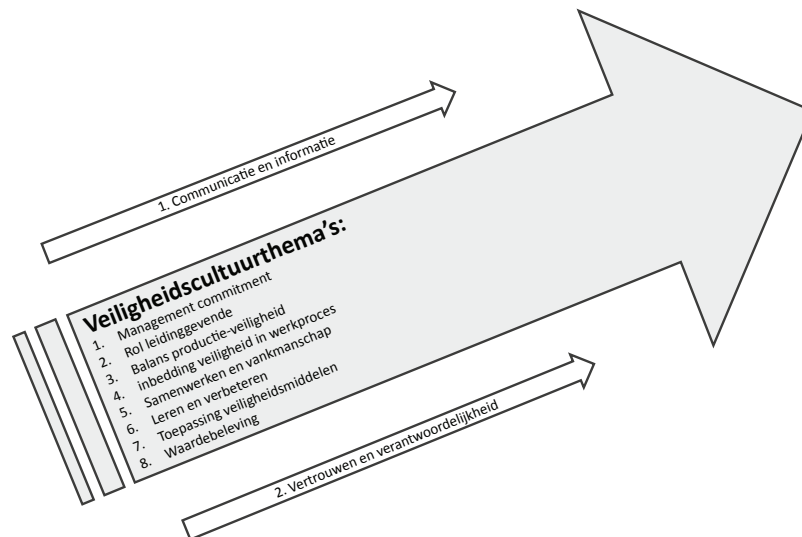 1. Communicatie en informatie
Veiligheidscultuurthema's:
1. Management commitment
2. Rol leidinggevende
3. Balans productie-veiligheid
4. inbedding veiligheid in werkproces
5. Samenwerken en vankmanschap
6. Leren en verbeteren
7. Toepassing veiligheidsmiddelen
8. Waardebeleving
2. Vertrouwen en verantwoordelijkheid